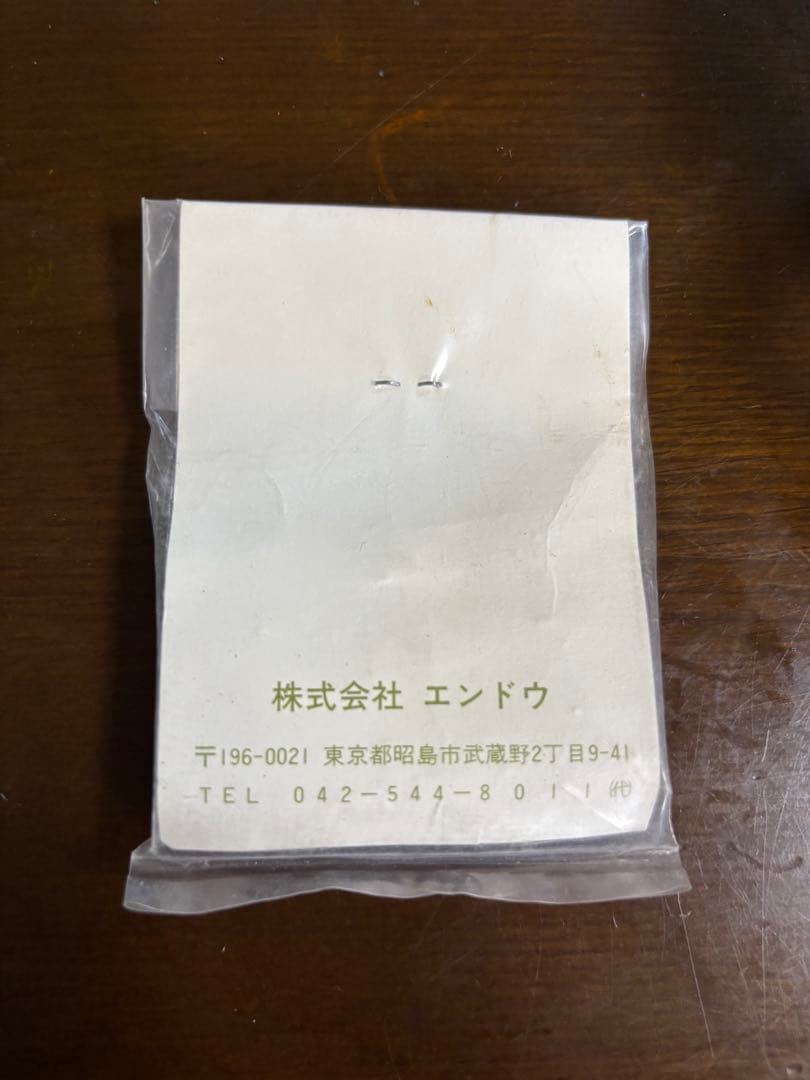 株式会社 エンドウ
〒196-0021 東京都昭島市武蔵野2丁目9-41
TEL 042-544-8011㈹